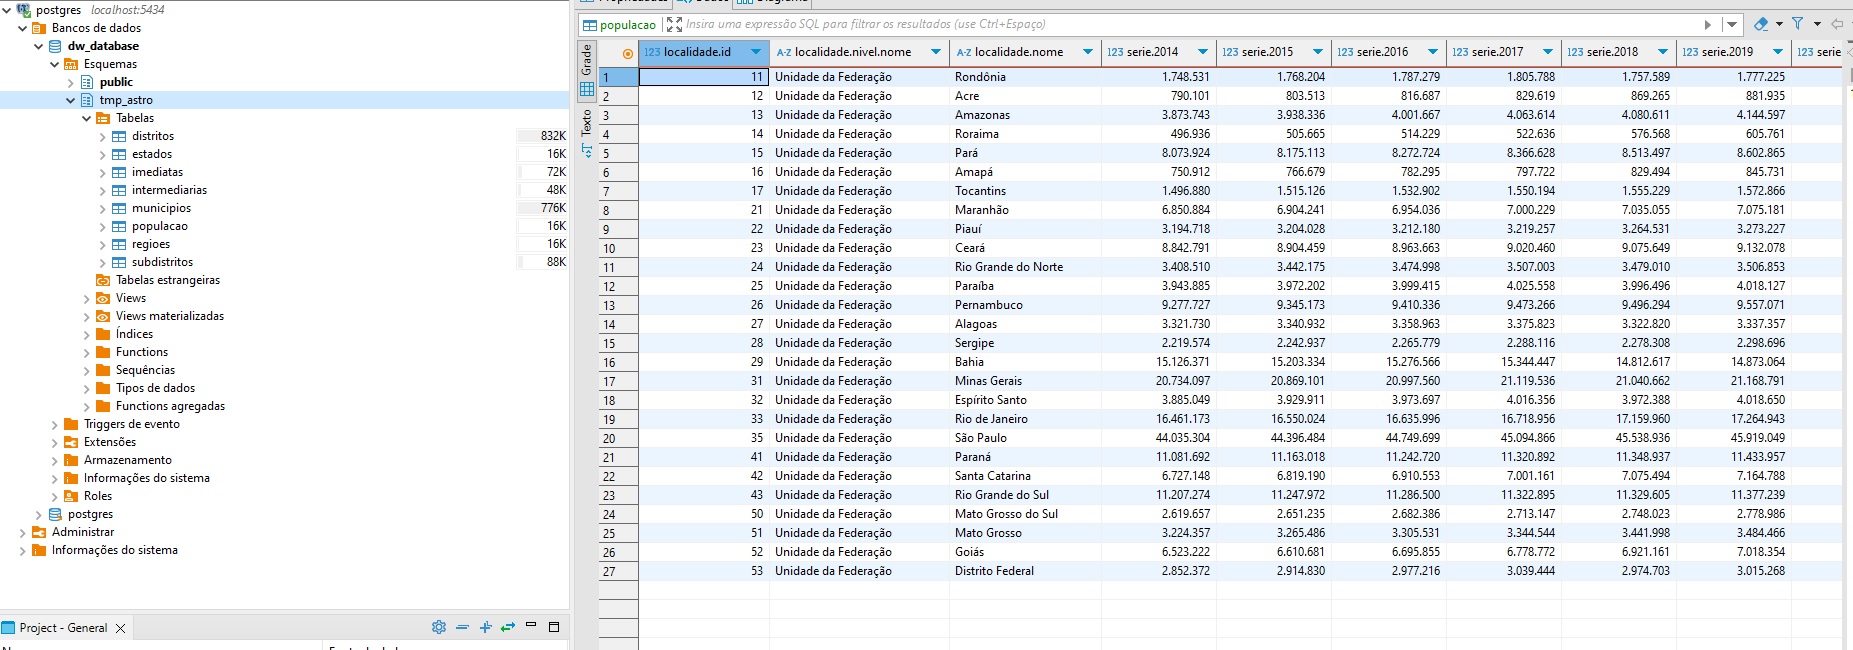 postgres localhost:5434
Bancos de dados
dw_database
Esquemas
public
tmp_astro
Tabelas
distritos 832K
estados 16K
imediatas 72K
intermediarias 48K
municipios 776K
populacao 16K
regioes 16K
subdistritos 88K
Tabelas estrangeiras
Views
Views materializadas
Índices
Functions
Sequências
Tipos de dados
Functions agregadas
Triggers de evento
Extensões
Armazenamento
Informações do sistema
Roles
postgres
Administrar
Informações do sistema
Project - General
populacao Insira uma expressão SQL para filtrar os resultados (use Ctrl+Espaço)
Grade
Texto
123 localidade.id A-Z localidade.nivel.nome A-Z localidade.nome 123 serie.2014 123 serie.2015 123 serie.2016 123 serie.2017 123 serie.2018 123 serie.2019 123 serie
1 11 Unidade da Federação Rondônia 1.748.531 1.768.204 1.787.279 1.805.788 1.757.589 1.777.225
2 12 Unidade da Federação Acre 790.101 803.513 816.687 829.619 869.265 881.935
3 13 Unidade da Federação Amazonas 3.873.743 3.938.336 4.001.667 4.063.614 4.080.611 4.144.597
4 14 Unidade da Federação Roraima 496.936 505.665 514.229 522.636 576.568 605.761
5 15 Unidade da Federação Pará 8.073.924 8.175.113 8.272.724 8.366.628 8.513.497 8.602.865
6 16 Unidade da Federação Amapá 750.912 766.679 782.295 797.722 829.494 845.731
7 17 Unidade da Federação Tocantins 1.496.880 1.515.126 1.532.902 1.550.194 1.555.229 1.572.866
8 21 Unidade da Federação Maranhão 6.850.884 6.904.241 6.954.036 7.000.229 7.035.055 7.075.181
9 22 Unidade da Federação Piauí 3.194.718 3.204.028 3.212.180 3.219.257 3.264.531 3.273.227
10 23 Unidade da Federação Ceará 8.842.791 8.904.459 8.963.663 9.020.460 9.075.649 9.132.078
11 24 Unidade da Federação Rio Grande do Norte 3.408.510 3.442.175 3.474.998 3.507.003 3.479.010 3.506.853
12 25 Unidade da Federação Paraíba 3.943.885 3.972.202 3.999.415 4.025.558 3.996.496 4.018.127
13 26 Unidade da Federação Pernambuco 9.277.727 9.345.173 9.410.336 9.473.266 9.496.294 9.557.071
14 27 Unidade da Federação Alagoas 3.321.730 3.340.932 3.358.963 3.375.823 3.322.820 3.337.357
15 28 Unidade da Federação Sergipe 2.219.574 2.242.937 2.265.779 2.288.116 2.278.308 2.298.696
16 29 Unidade da Federação Bahia 15.126.371 15.203.334 15.276.566 15.344.447 14.812.617 14.873.064
17 31 Unidade da Federação Minas Gerais 20.734.097 20.869.101 20.997.560 21.119.536 21.040.662 21.168.791
18 32 Unidade da Federação Espírito Santo 3.885.049 3.929.911 3.973.697 4.016.356 3.972.388 4.018.650
19 33 Unidade da Federação Rio de Janeiro 16.461.173 16.550.024 16.635.996 16.718.956 17.159.960 17.264.943
20 35 Unidade da Federação São Paulo 44.035.304 44.396.484 44.749.699 45.094.866 45.538.936 45.919.049
21 41 Unidade da Federação Paraná 11.081.692 11.163.018 11.242.720 11.320.892 11.348.937 11.433.957
22 42 Unidade da Federação Santa Catarina 6.727.148 6.819.190 6.910.553 7.001.161 7.075.494 7.164.788
23 43 Unidade da Federação Rio Grande do Sul 11.207.274 11.247.972 11.286.500 11.322.895 11.329.605 11.377.239
24 50 Unidade da Federação Mato Grosso do Sul 2.619.657 2.651.235 2.682.386 2.713.147 2.748.023 2.778.986
25 51 Unidade da Federação Mato Grosso 3.224.357 3.265.486 3.305.531 3.344.544 3.441.998 3.484.466
26 52 Unidade da Federação Goiás 6.523.222 6.610.681 6.695.855 6.778.772 6.921.161 7.018.354
27 53 Unidade da Federação Distrito Federal 2.852.372 2.914.830 2.977.216 3.039.444 2.974.703 3.015.268